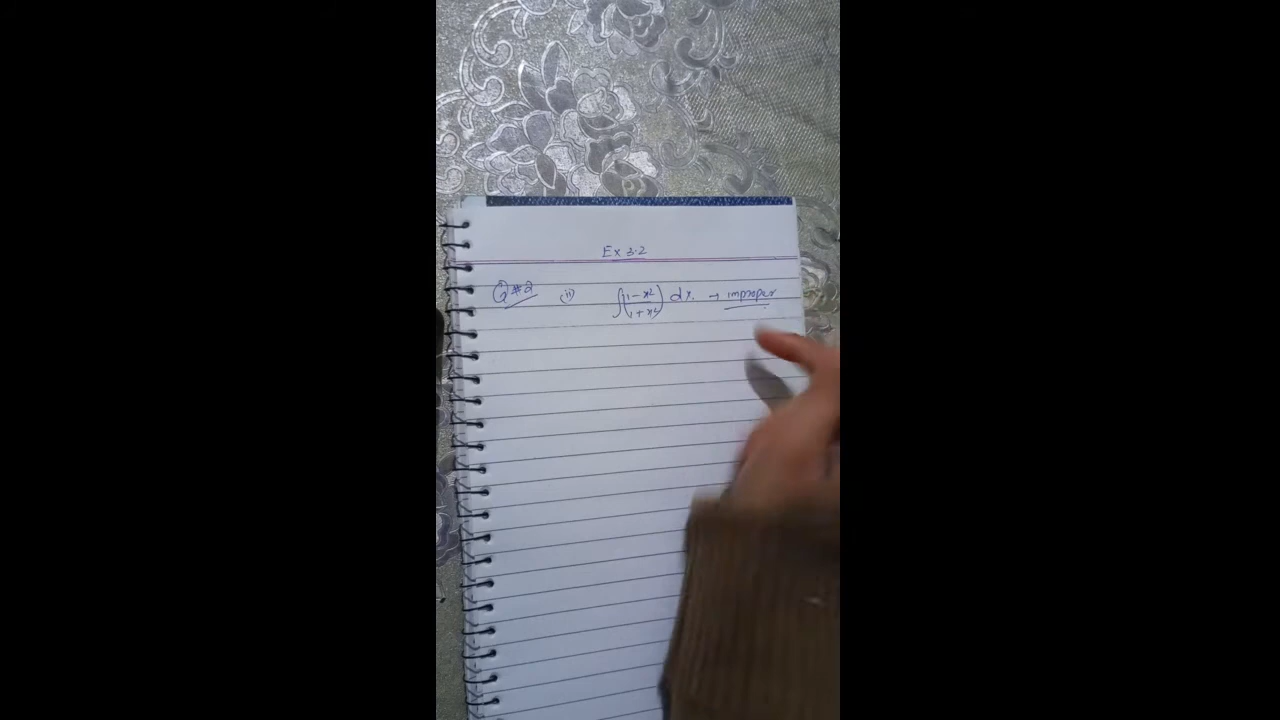 Ex 3.2
Q#2 (ii) ∫(1-x²/1+x²) dx. → improper